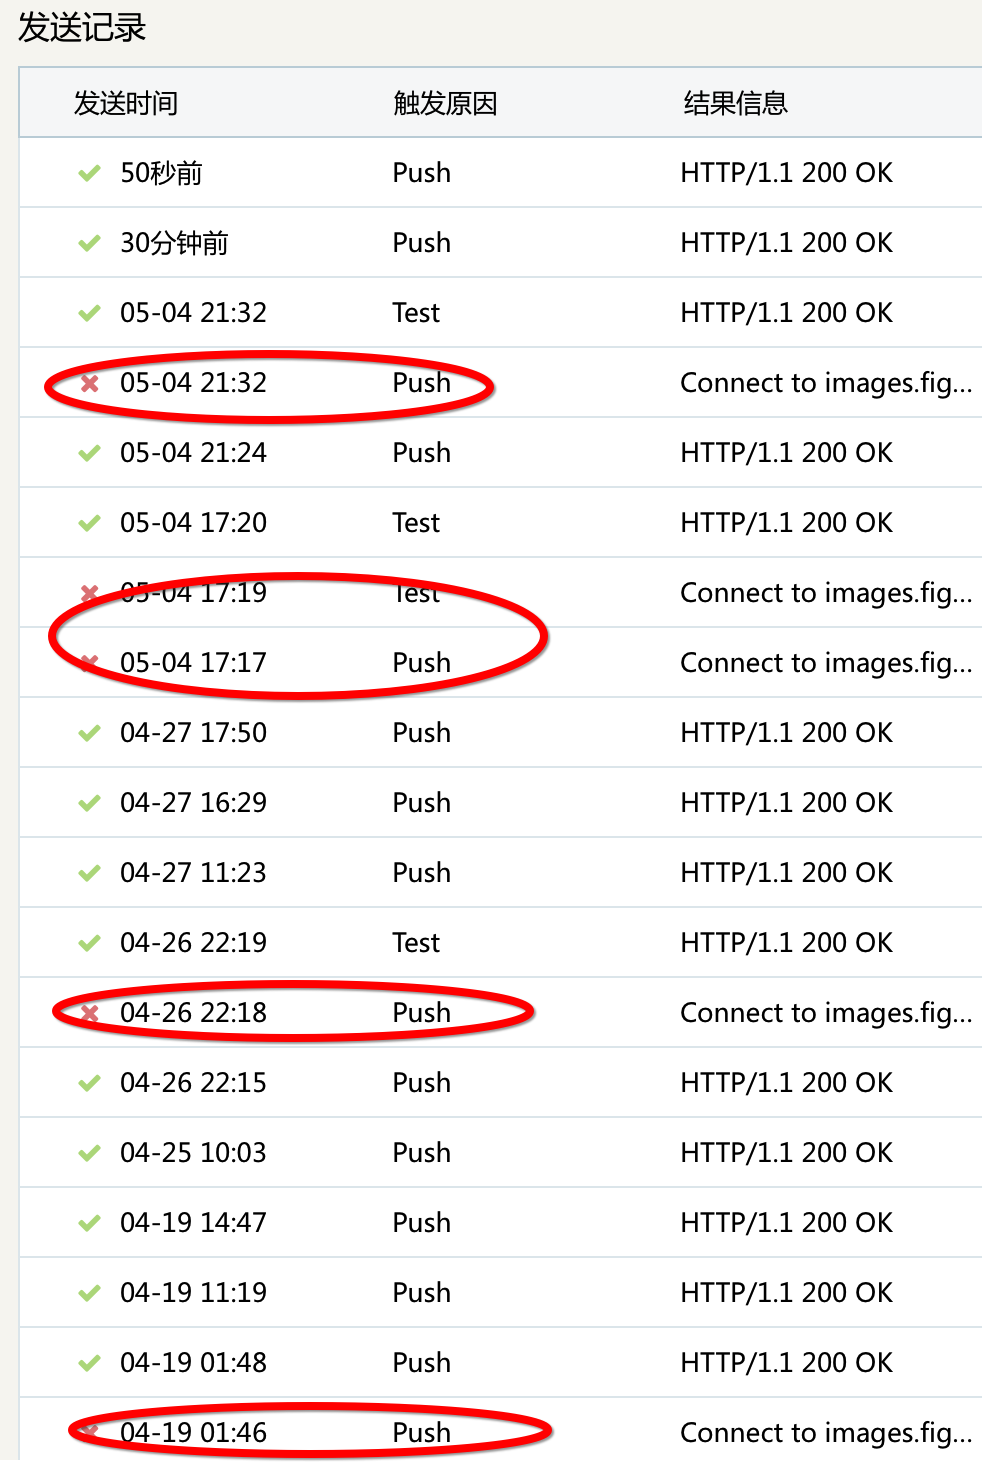 发送记录
发送时间 触发原因 结果信息
50秒前 Push HTTP/1.1 200 OK
30分钟前 Push HTTP/1.1 200 OK
05-04 21:32 Test HTTP/1.1 200 OK
05-04 21:32 Push Connect to images.fig...
05-04 21:24 Push HTTP/1.1 200 OK
05-04 17:20 Test HTTP/1.1 200 OK
05-04 17:19 Test Connect to images.fig...
05-04 17:17 Push Connect to images.fig...
04-27 17:50 Push HTTP/1.1 200 OK
04-27 16:29 Push HTTP/1.1 200 OK
04-27 11:23 Push HTTP/1.1 200 OK
04-26 22:19 Test HTTP/1.1 200 OK
04-26 22:18 Push Connect to images.fig...
04-26 22:15 Push HTTP/1.1 200 OK
04-25 10:03 Push HTTP/1.1 200 OK
04-19 14:47 Push HTTP/1.1 200 OK
04-19 11:19 Push HTTP/1.1 200 OK
04-19 01:48 Push HTTP/1.1 200 OK
04-19 01:46 Push Connect to images.fig...